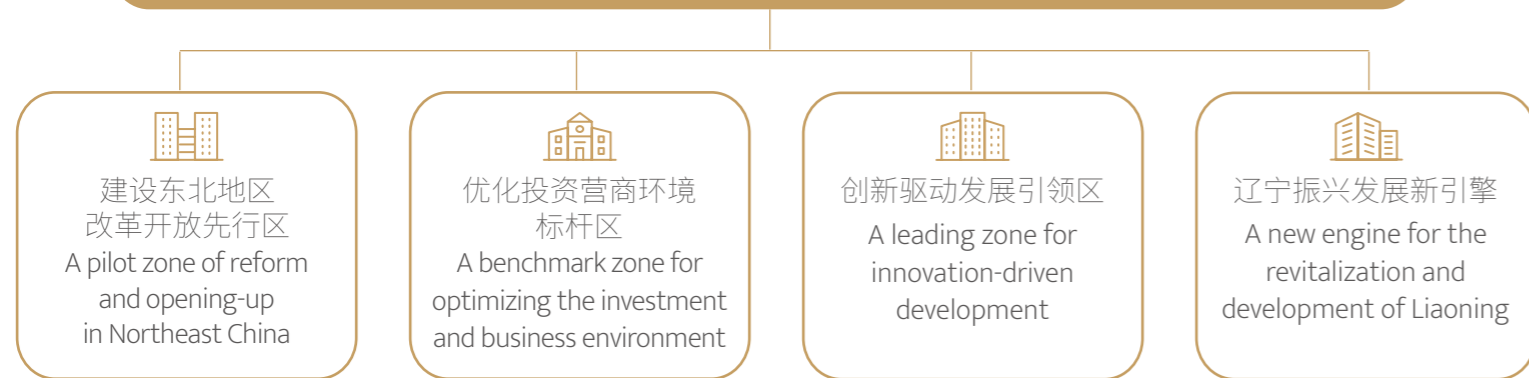 建设东北地区
改革开放先行区
A pilot zone of reform
and opening-up
in Northeast China
优化投资营商环境
标杆区
A benchmark zone for
optimizing the investment
and business environment
创新驱动发展引领区
A leading zone for
innovation-driven
development
辽宁振兴发展新引擎
A new engine for the
revitalization and
development of Liaoning